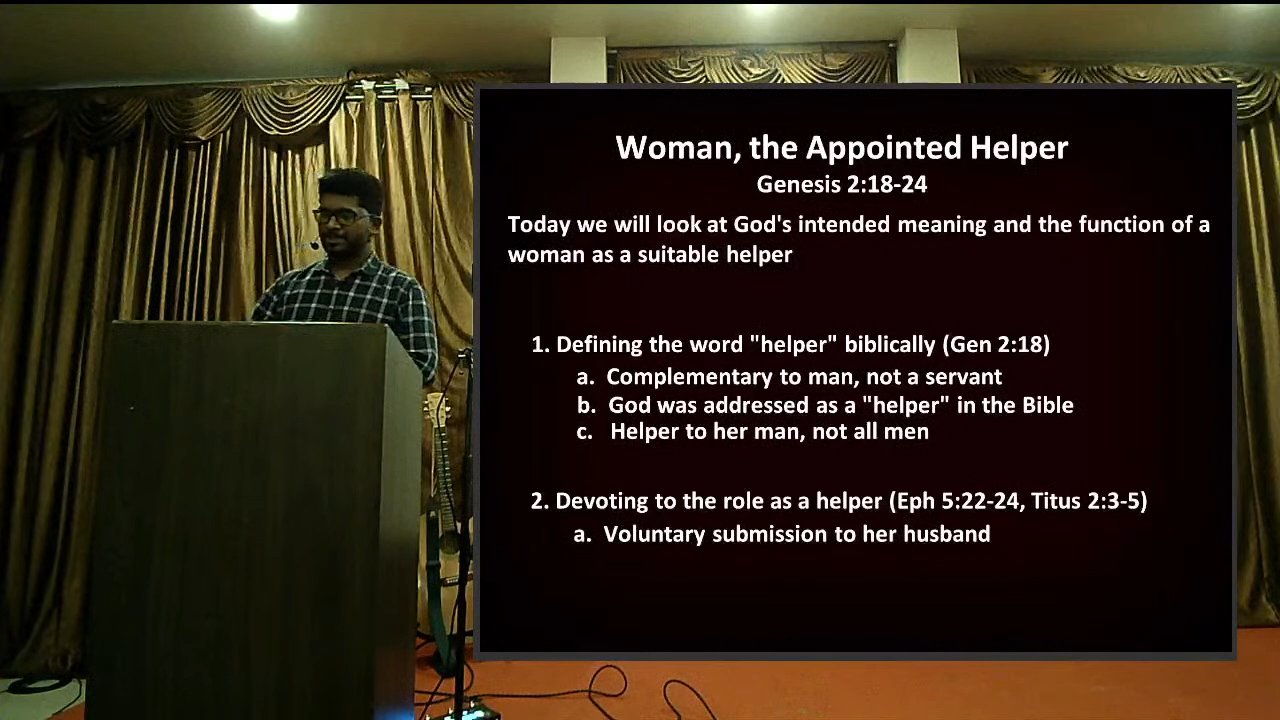 Woman, the Appointed Helper
Genesis 2:18-24
Today we will look at God's intended meaning and the function of a
woman as a suitable helper
1. Defining the word "helper" biblically (Gen 2:18)
a. Complementary to man, not a servant
b. God was addressed as a "helper" in the Bible
c. Helper to her man, not all men
2. Devoting to the role as a helper (Eph 5:22-24, Titus 2:3-5)
a. Voluntary submission to her husband